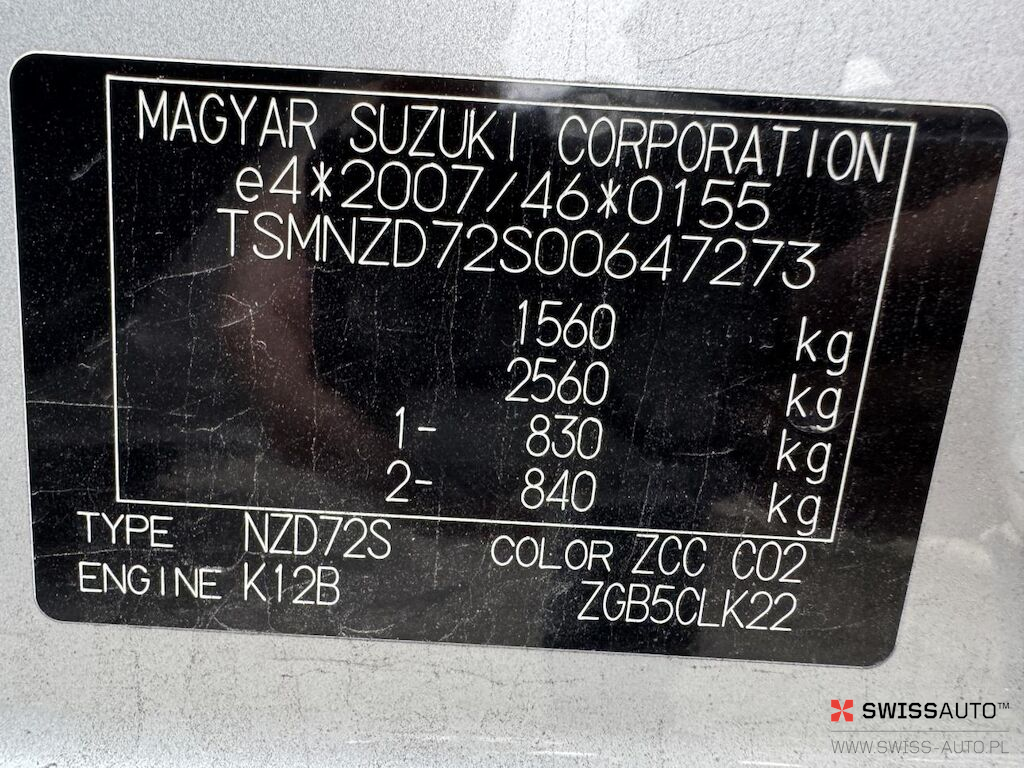 MAGYAR SUZUKI CORPORATION
e4*2007/46*0155
TSMNZD72S00647273
1560 kg
2560 kg
1- 830 kg
2- 840 kg
TYPE NZD72S COLOR ZCC C02
ENGINE K12B ZGB5CLK22
SWISSAUTO™
WWW.SWISS-AUTO.PL